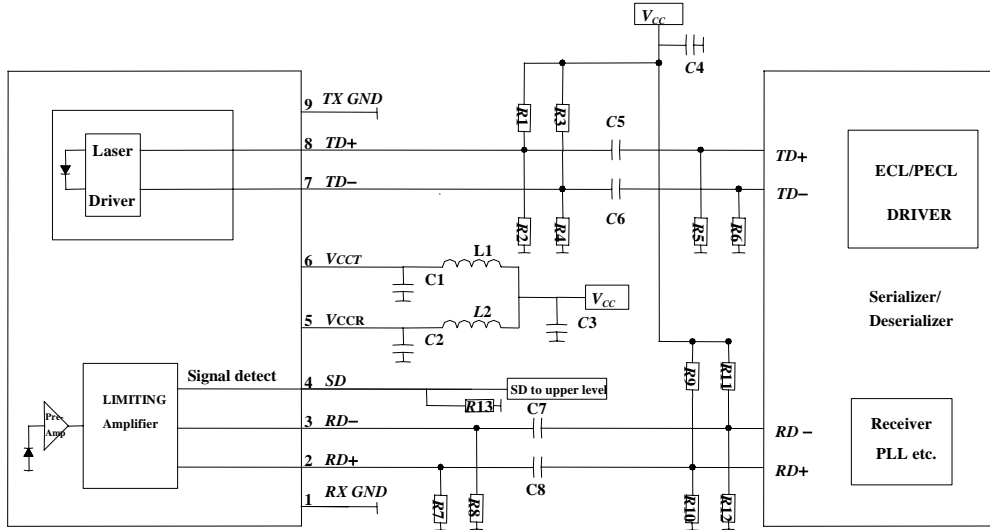 VCC
C4
9 TX GND
R1
R3
C5
Laser
Driver
8 TD+
TD+
7 TD−
TD−
ECL/PECL
DRIVER
C6
R2
R4
R5
R6
6 VCCT
C1
L1
VCC
C3
5 VCCR
C2
L2
Serializer/
Deserializer
R9
R11
Signal detect
4 SD
SD to upper level
R13
LIMITING
Amplifier
Pre-
Amp
3 RD−
C7
RD −
Receiver
PLL etc.
2 RD+
C8
RD+
1 RX GND
R7
R8
R10
R12